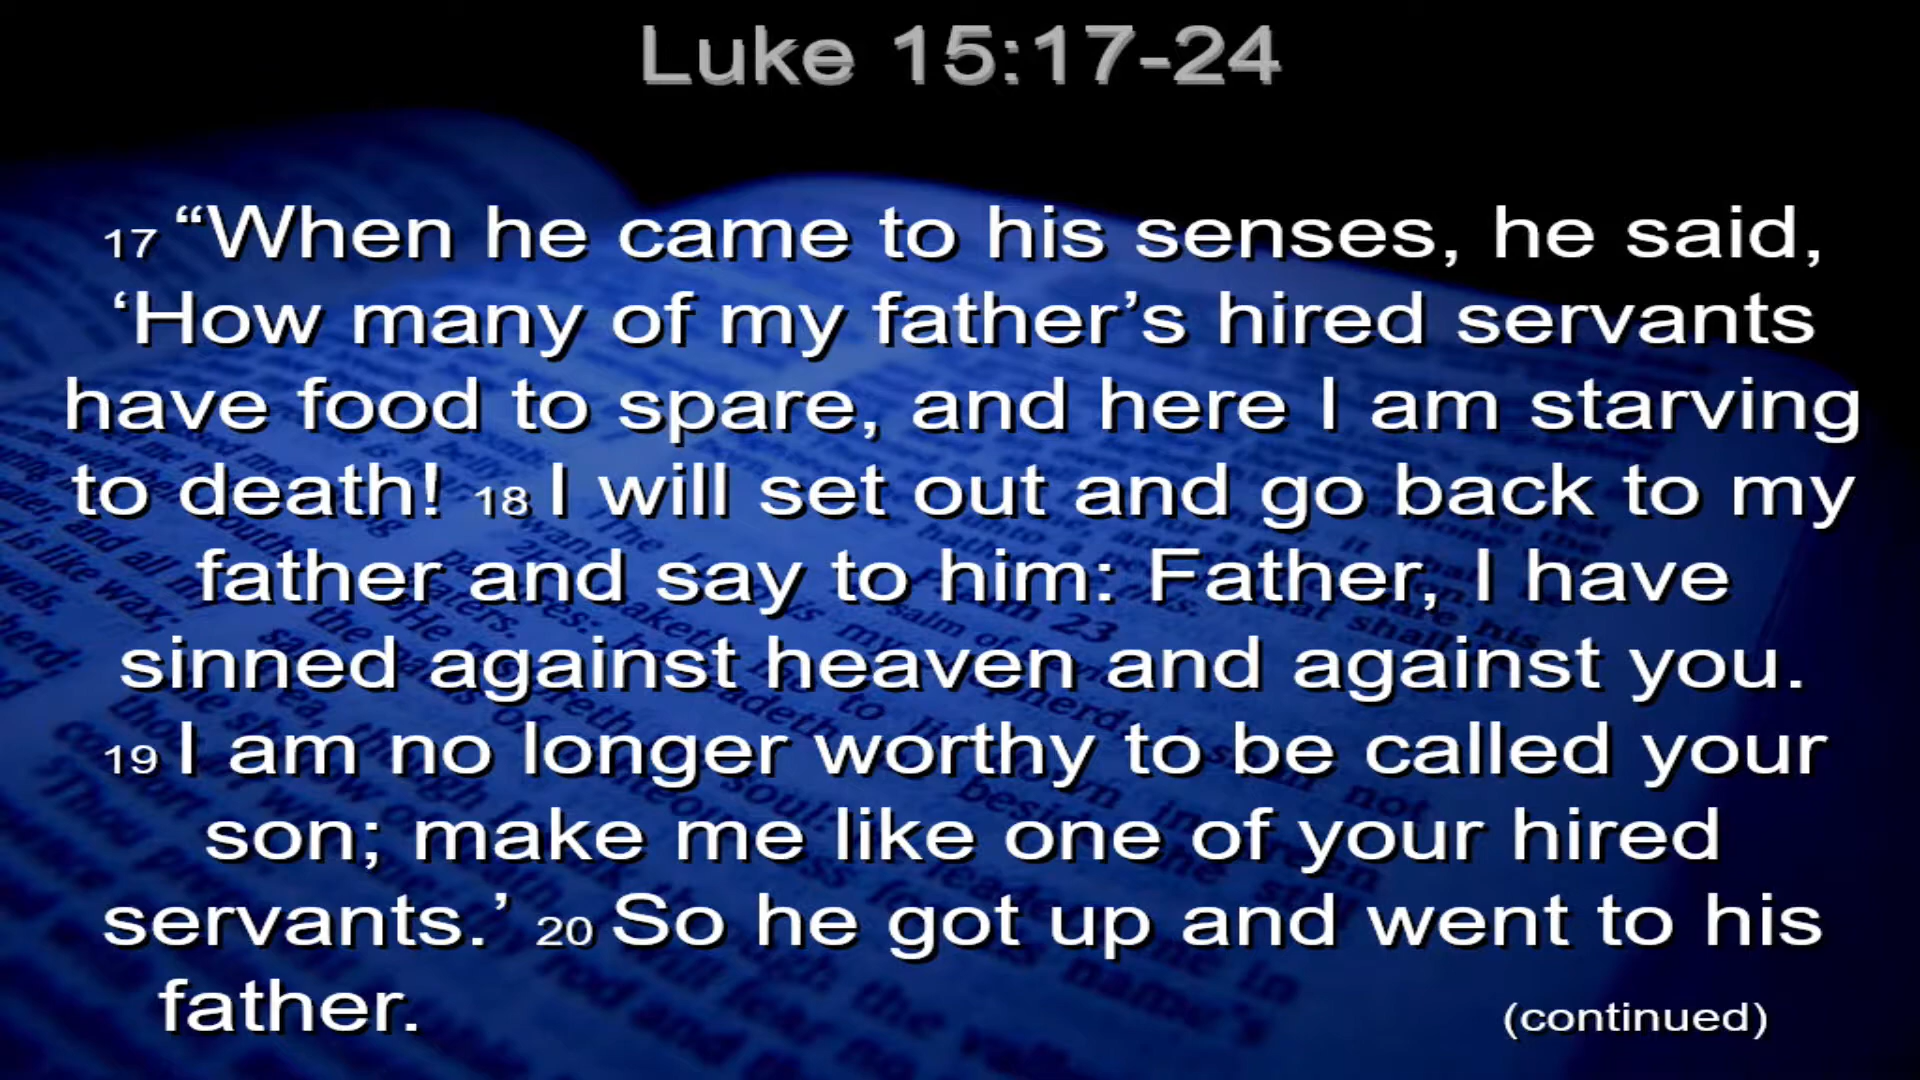 Luke 15:17-24
17 “When he came to his senses, he said,
‘How many of my father’s hired servants
have food to spare, and here I am starving
to death! 18 I will set out and go back to my
father and say to him: Father, I have
sinned against heaven and against you.
19 I am no longer worthy to be called your
son; make me like one of your hired
servants.’ 20 So he got up and went to his
father.
(continued)